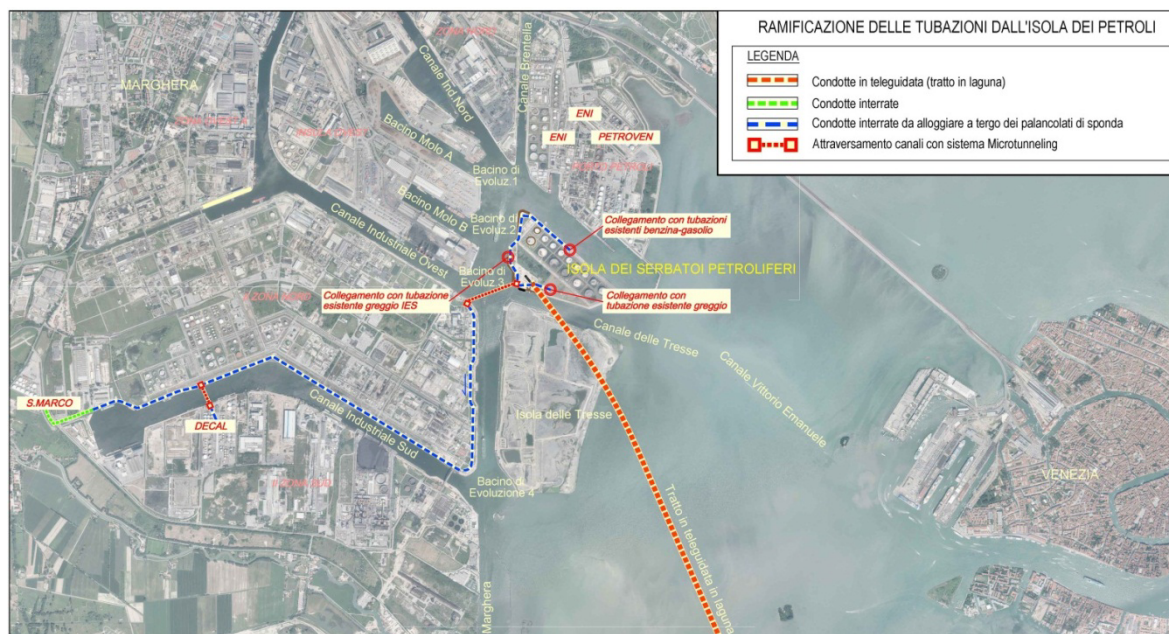 RAMIFICAZIONE DELLE TUBAZIONI DALL'ISOLA DEI PETROLI
LEGENDA
Condotte in teleguidata (tratto in laguna)
Condotte interrate
Condotte interrate da alloggiare a tergo dei palancolati di sponda
Attraversamento canali con sistema Microtunneling
MARGHERA
Canale Ind.Nord
Canale Brentella
ENI
ENI
PETROVEN
Bacino Molo A
Bacino di
Evoluz.1
Bacino Molo B
Bacino di
Evoluz.2
Canale Industriale Ovest
Collegamento con tubazioni
esistenti benzina-gasolio
ISOLA DEI SERBATOI PETROLIFERI
Bacino di
Evoluz.3
Collegamento con tubazione
esistente greggio IES
Collegamento con
tubazione esistente greggio
Canale delle Tresse
Canale Vittorio Emanuele
S.MARCO
DECAL
Canale Industriale Sud
Isola delle Tresse
Bacino di
Evoluzione 4
VENEZIA
Tratto in teleguidata in laguna
Marghera